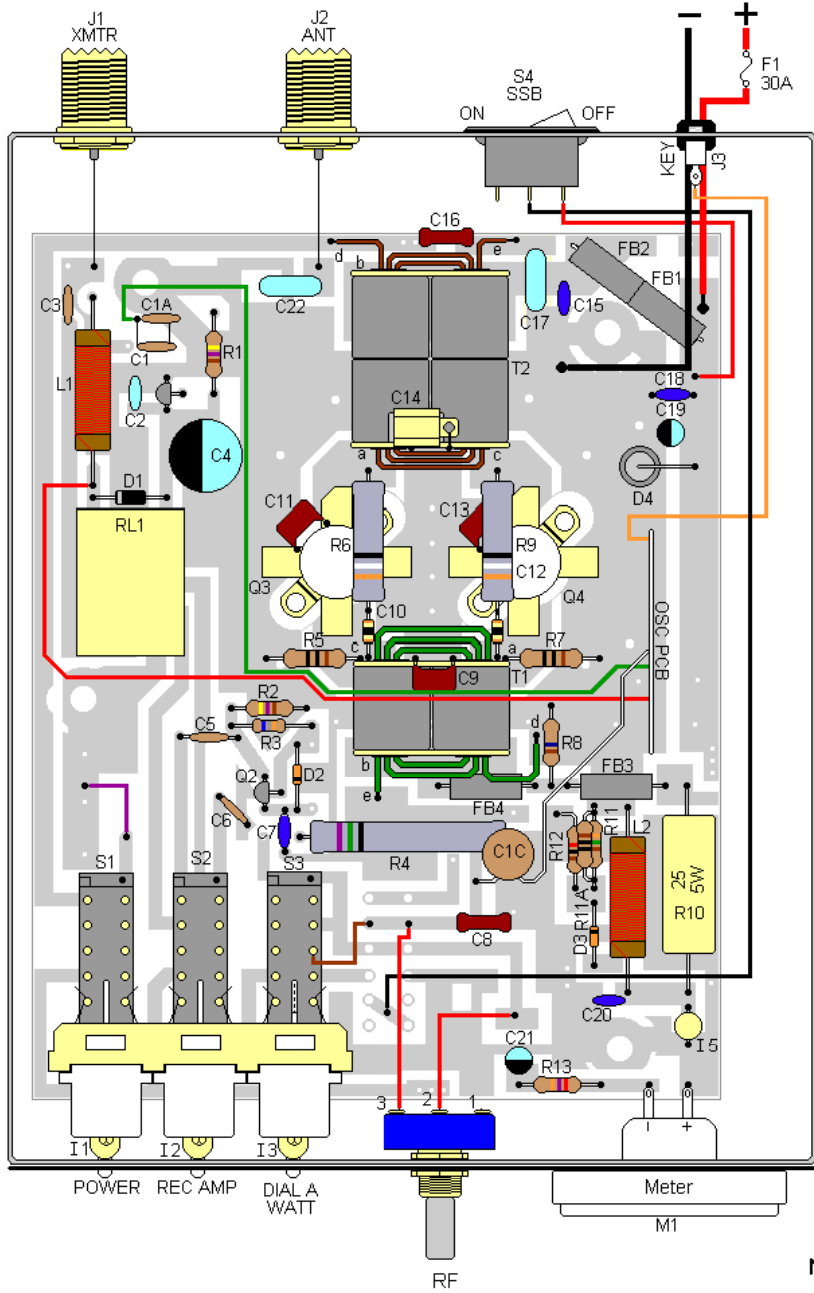 J1
XMTR
J2
ANT
S4
SSB
ON
OFF
F1
30A
KEY
J3
C16
d
b
e
FB2
FB1
C3
C1A
C1
C22
C17
C15
R1
L1
T2
C2
C18
C14
C19
C4
a
c
D1
D4
RL1
C11
C13
R6
R9
C12
Q3
Q4
C10
OSC PCB
R5
c
a
R7
C9
T1
R2
R3
C5
d
R8
b
D2
FB3
Q2
e
FB4
C6
C7
R11
L2
R12
R4
C1C
S1
S2
S3
R11A
25
5W
R10
C8
D3
C20
C21
I5
R13
3
2
1
-
+
I1
I2
I3
POWER
REC AMP
DIAL A
WATT
Meter
M1
RF